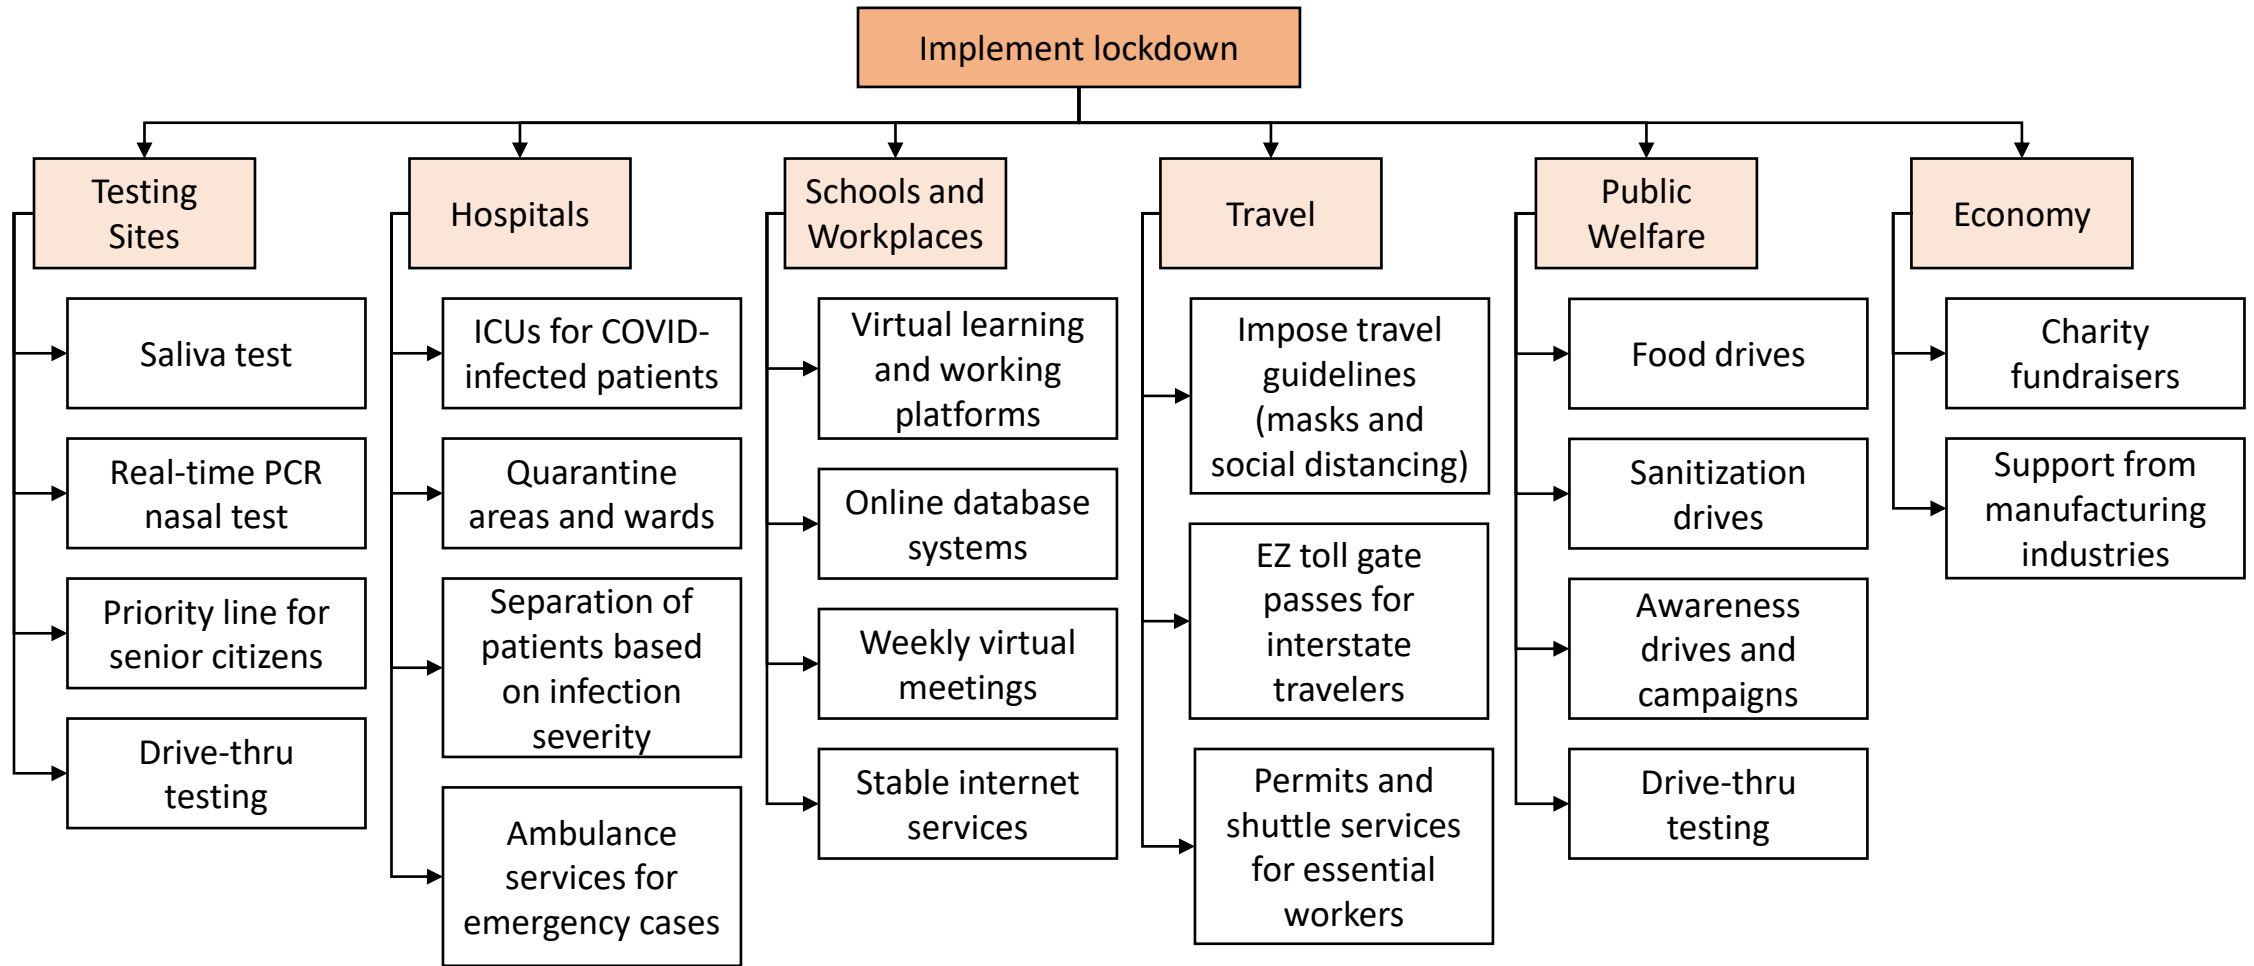 Implement lockdown
Testing
Sites
Saliva test
Real-time PCR
nasal test
Priority line for
senior citizens
Drive-thru
testing
Hospitals
ICUs for COVID-
infected patients
Quarantine
areas and wards
Separation of
patients based
on infection
severity
Ambulance
services for
emergency cases
Schools and
Workplaces
Virtual learning
and working
platforms
Online database
systems
Weekly virtual
meetings
Stable internet
services
Travel
Impose travel
guidelines
(masks and
social distancing)
EZ toll gate
passes for
interstate
travelers
Permits and
shuttle services
for essential
workers
Public
Welfare
Food drives
Sanitization
drives
Awareness
drives and
campaigns
Drive-thru
testing
Economy
Charity
fundraisers
Support from
manufacturing
industries